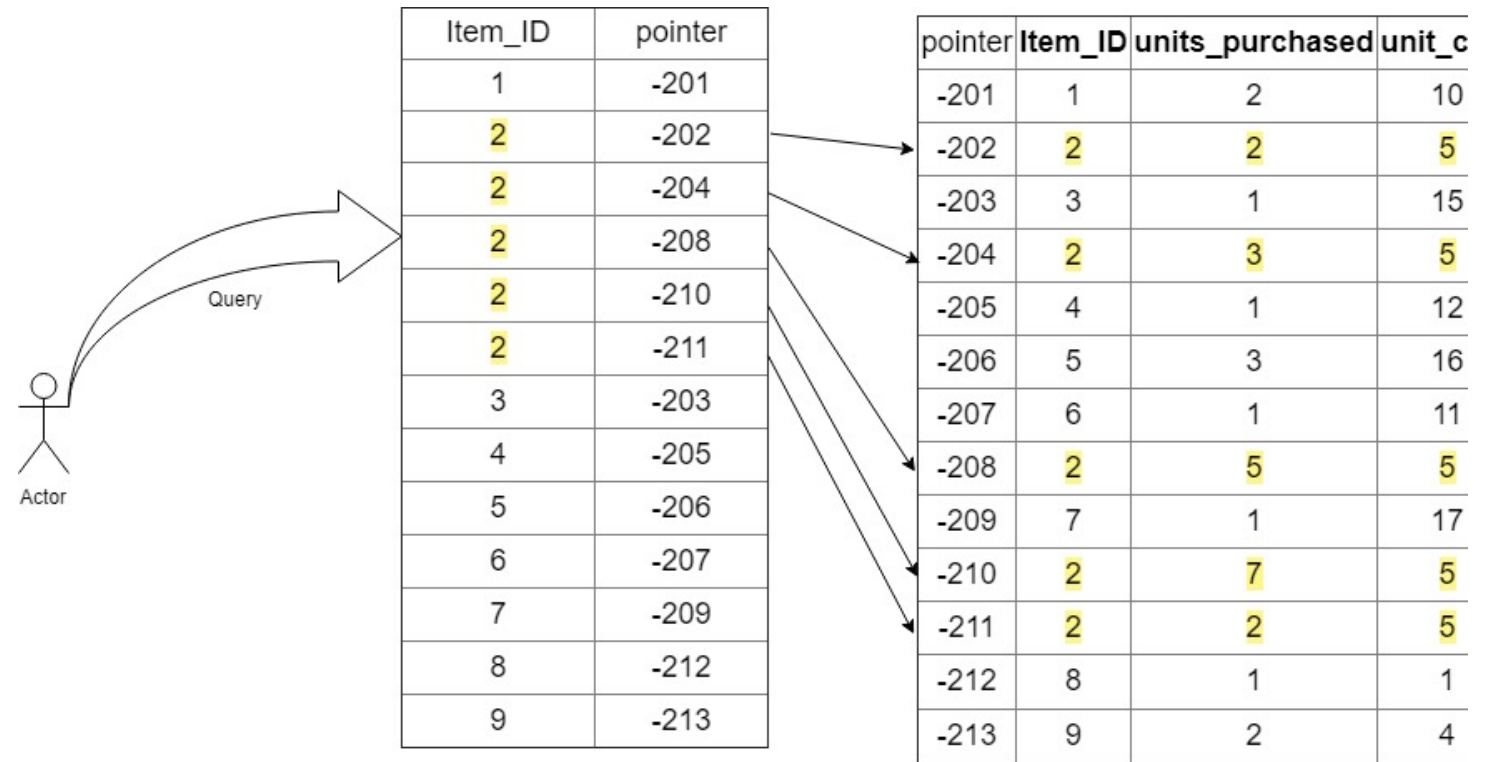 Item_ID pointer
1 -201
2 -202
2 -204
2 -208
2 -210
2 -211
3 -203
4 -205
5 -206
6 -207
7 -209
8 -212
9 -213
Query
Actor
pointer Item_ID units_purchased unit_c
-201 1 2 10
-202 2 2 5
-203 3 1 15
-204 2 3 5
-205 4 1 12
-206 5 3 16
-207 6 1 11
-208 2 5 5
-209 7 1 17
-210 2 7 5
-211 2 2 5
-212 8 1 1
-213 9 2 4